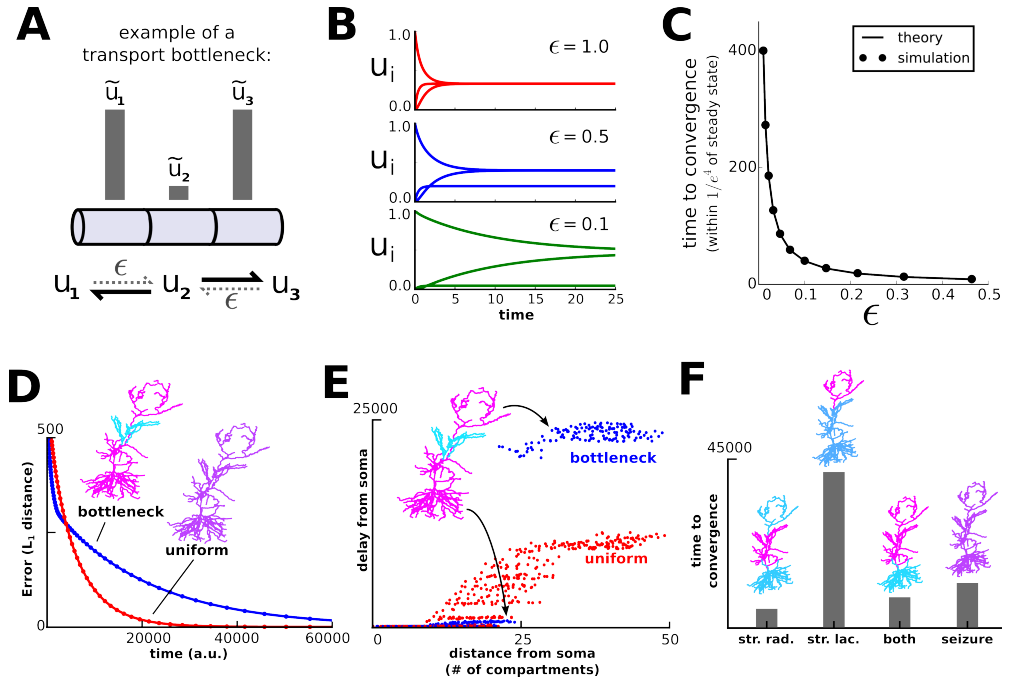 A
example of a
transport bottleneck:
ũ₁
ũ₂
ũ₃
ϵ
u₁
u₂
u₃
ϵ
B
1.0
uᵢ
0.0
ϵ = 1.0
1.0
uᵢ
0.0
ϵ = 0.5
1.0
uᵢ
0.0
ϵ = 0.1
0 5 10 15 20 25
time
C
time to convergence
(within 1/e⁴ of steady state)
400
200
0
theory
simulation
0 0.1 0.2 0.3 0.4 0.5
ϵ
D
500
Error (L₁ distance)
0
bottleneck
uniform
20000 40000 60000
time (a.u.)
E
25000
delay from soma
bottleneck
uniform
0
0 25 50
distance from soma
(# of compartments)
F
45000
time to
convergence
str. rad. str. lac. both seizure